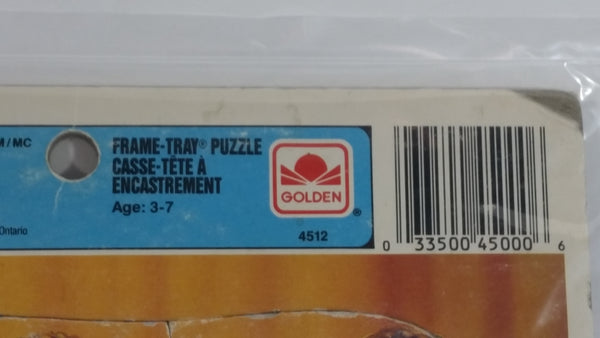 M/MC
FRAME-TRAY® PUZZLE
CASSE-TÊTE À
ENCASTREMENT
Age: 3-7
Ontario
GOLDEN
®
4512
0 33500 45000 6